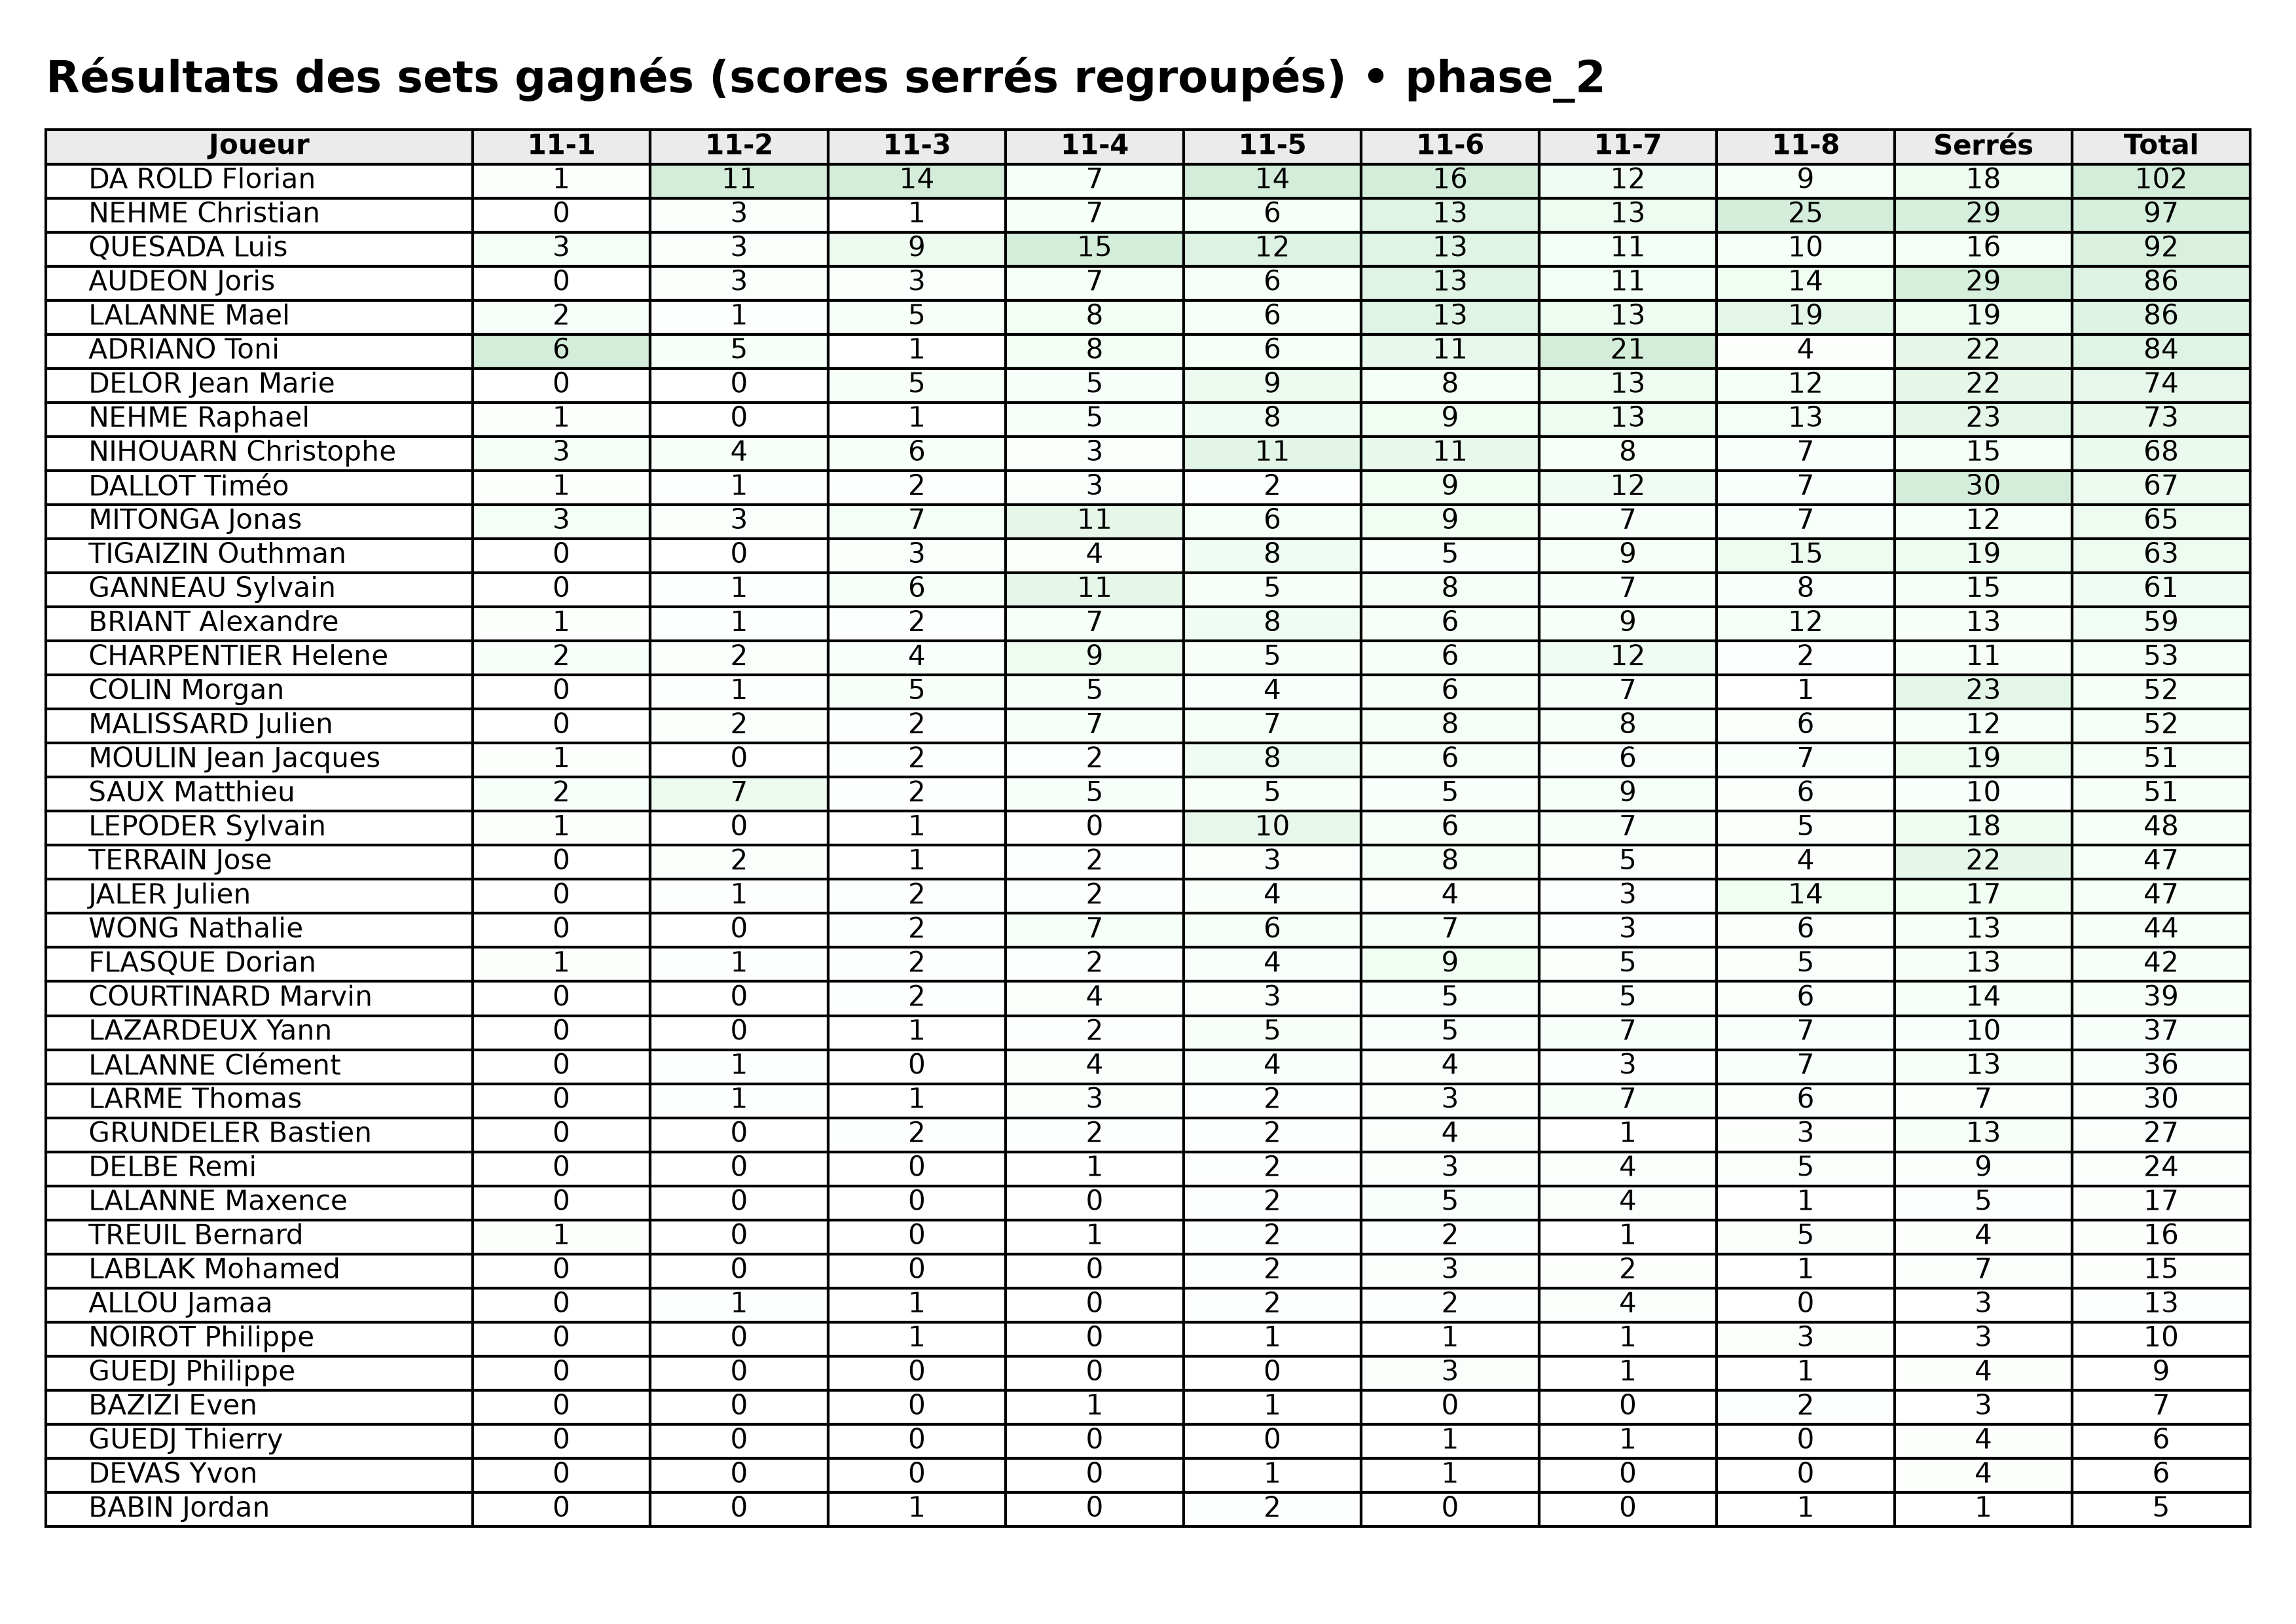 Résultats des sets gagnés (scores serrés regroupés) • phase_2
Joueur 11-1 11-2 11-3 11-4 11-5 11-6 11-7 11-8 Serrés Total
DA ROLD Florian 1 11 14 7 14 16 12 9 18 102
NEHME Christian 0 3 1 7 6 13 13 25 29 97
QUESADA Luis 3 3 9 15 12 13 11 10 16 92
AUDEON Joris 0 3 3 7 6 13 11 14 29 86
LALANNE Mael 2 1 5 8 6 13 13 19 19 86
ADRIANO Toni 6 5 1 8 6 11 21 4 22 84
DELOR Jean Marie 0 0 5 5 9 8 13 12 22 74
NEHME Raphael 1 0 1 5 8 9 13 13 23 73
NIHOUARN Christophe 3 4 6 3 11 11 8 7 15 68
DALLOT Timéo 1 1 2 3 2 9 12 7 30 67
MITONGA Jonas 3 3 7 11 6 9 7 7 12 65
TIGAIZIN Outhman 0 0 3 4 8 5 9 15 19 63
GANNEAU Sylvain 0 1 6 11 5 8 7 8 15 61
BRIANT Alexandre 1 1 2 7 8 6 9 12 13 59
CHARPENTIER Helene 2 2 4 9 5 6 12 2 11 53
COLIN Morgan 0 1 5 5 4 6 7 1 23 52
MALISSARD Julien 0 2 2 7 7 8 8 6 12 52
MOULIN Jean Jacques 1 0 2 2 8 6 6 7 19 51
SAUX Matthieu 2 7 2 5 5 5 9 6 10 51
LEPODER Sylvain 1 0 1 0 10 6 7 5 18 48
TERRAIN Jose 0 2 1 2 3 8 5 4 22 47
JALER Julien 0 1 2 2 4 4 3 14 17 47
WONG Nathalie 0 0 2 7 6 7 3 6 13 44
FLASQUE Dorian 1 1 2 2 4 9 5 5 13 42
COURTINARD Marvin 0 0 2 4 3 5 5 6 14 39
LAZARDEUX Yann 0 0 1 2 5 5 7 7 10 37
LALANNE Clément 0 1 0 4 4 4 3 7 13 36
LARME Thomas 0 1 1 3 2 3 7 6 7 30
GRUNDELER Bastien 0 0 2 2 2 4 1 3 13 27
DELBE Remi 0 0 0 1 2 3 4 5 9 24
LALANNE Maxence 0 0 0 0 2 5 4 1 5 17
TREUIL Bernard 1 0 0 1 2 2 1 5 4 16
LABLAK Mohamed 0 0 0 0 2 3 2 1 7 15
ALLOU Jamaa 0 1 1 0 2 2 4 0 3 13
NOIROT Philippe 0 0 1 0 1 1 1 3 3 10
GUEDJ Philippe 0 0 0 0 0 3 1 1 4 9
BAZIZI Even 0 0 0 1 1 0 0 2 3 7
GUEDJ Thierry 0 0 0 0 0 1 1 0 4 6
DEVAS Yvon 0 0 0 0 1 1 0 0 4 6
BABIN Jordan 0 0 1 0 2 0 0 1 1 5